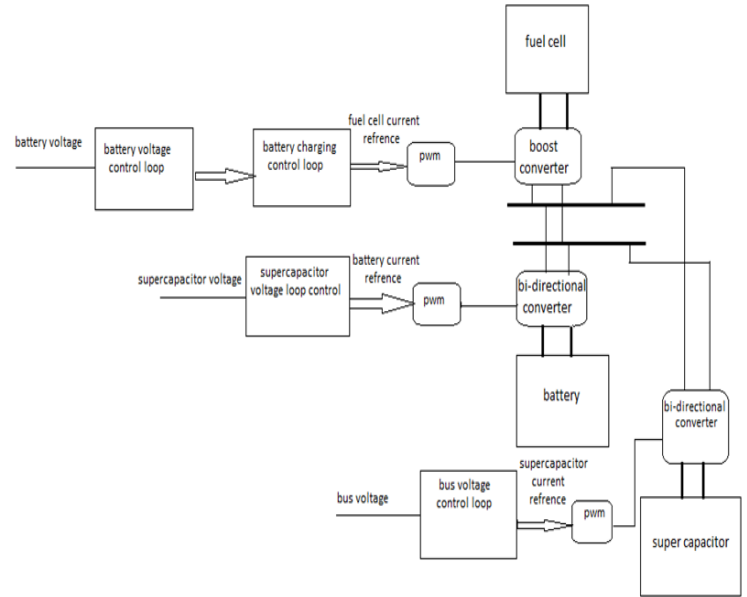 fuel cell
fuel cell current
refrence
battery voltage
battery voltage
control loop
battery charging
control loop
pwm
boost
converter
supercapacitor voltage
supercapacitor
voltage loop control
battery current
refrence
pwm
bi-directional
converter
battery
bi-directional
converter
bus voltage
bus voltage
control loop
supercapacitor
current
refrence
pwm
super capacitor